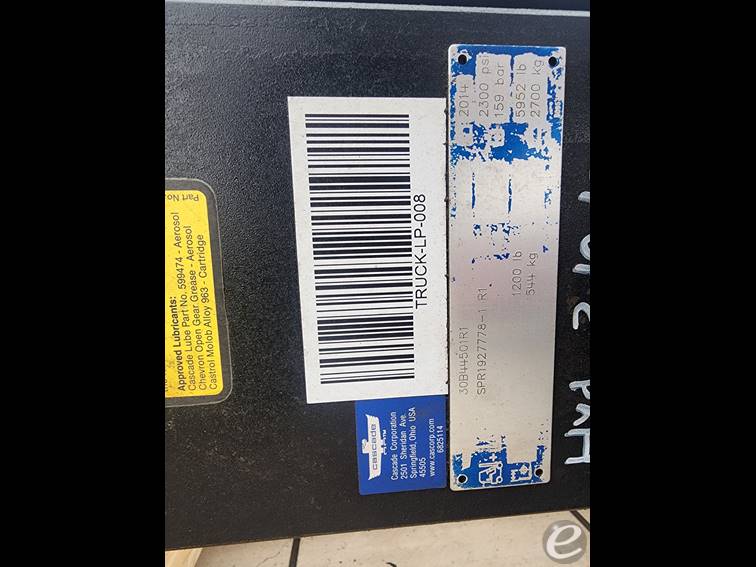 Part No.
Approved Lubricants:
Cascade Lube Part No. 599474 - Aerosol
Chevron Open Gear Grease - Aerosol
Castrol Molob Alloy 963 - Cartridge
TRUCK-LP-008
cascade
Cascade Corporation
2501 Sheridan Ave.
Springfield, Ohio USA
45505
www.cascorp.com
6825114
30B44501R1
SPR1927778-1 R1
1200 lb
544 kg
2014
2300 psi
159 bar
5952 lb
2700 kg
e